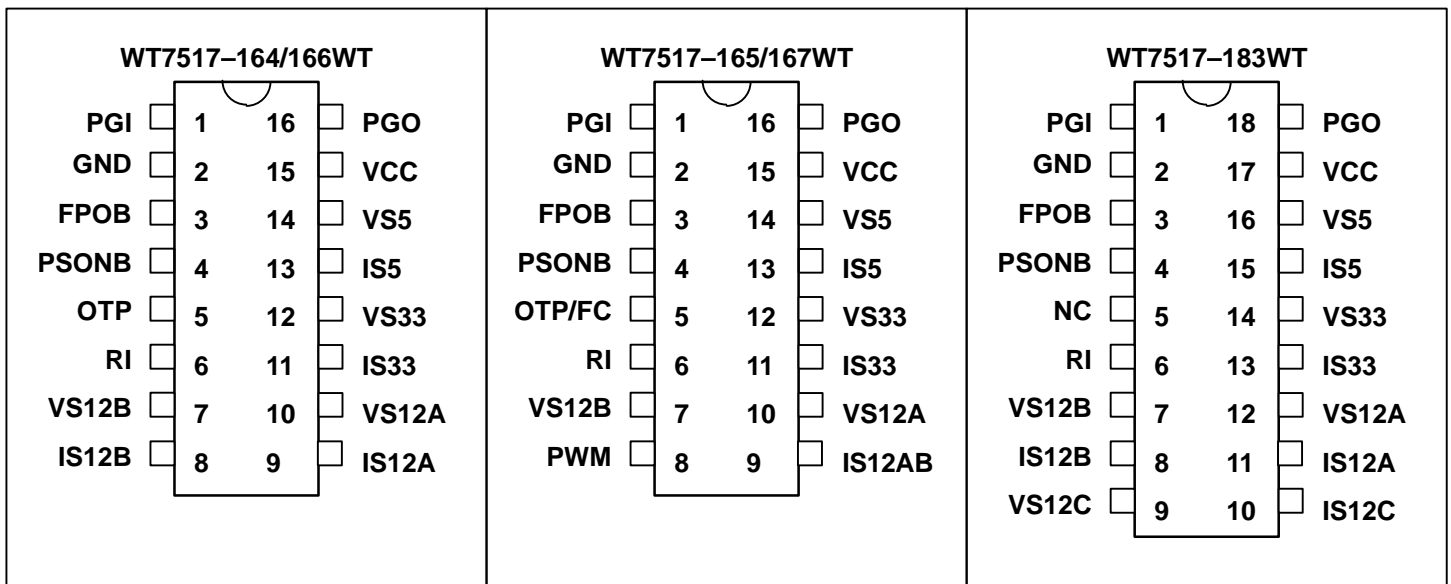 WT7517–164/166WT
PGI 1 16 PGO
GND 2 15 VCC
FPOB 3 14 VS5
PSONB 4 13 IS5
OTP 5 12 VS33
RI 6 11 IS33
VS12B 7 10 VS12A
IS12B 8 9 IS12A
WT7517–165/167WT
PGI 1 16 PGO
GND 2 15 VCC
FPOB 3 14 VS5
PSONB 4 13 IS5
OTP/FC 5 12 VS33
RI 6 11 IS33
VS12B 7 10 VS12A
PWM 8 9 IS12AB
WT7517–183WT
PGI 1 18 PGO
GND 2 17 VCC
FPOB 3 16 VS5
PSONB 4 15 IS5
NC 5 14 VS33
RI 6 13 IS33
VS12B 7 12 VS12A
IS12B 8 11 IS12A
VS12C 9 10 IS12C